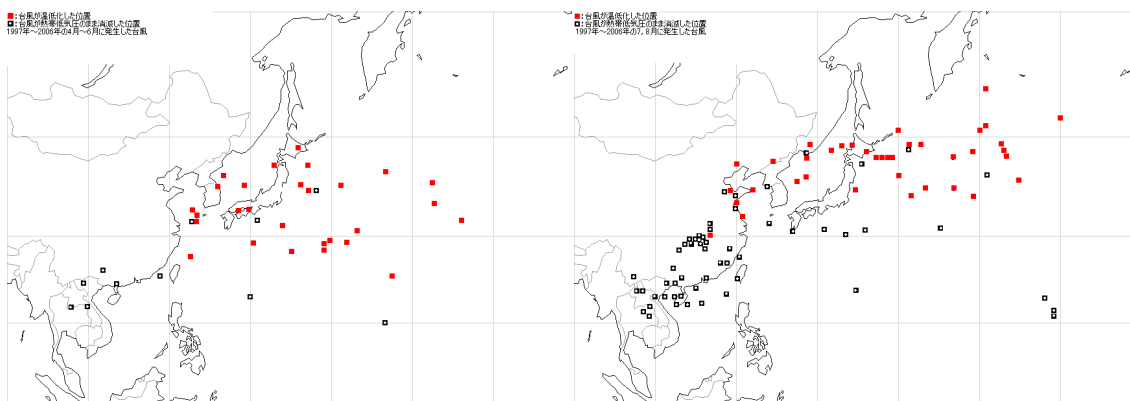 ■:台風が温低化した位置
◘:台風が熱帯低気圧のまま消滅した位置
1997年～2006年の4月～6月に発生した台風
■:台風が温低化した位置
◘:台風が熱帯低気圧のまま消滅した位置
1997年～2006年の7、8月に発生した台風